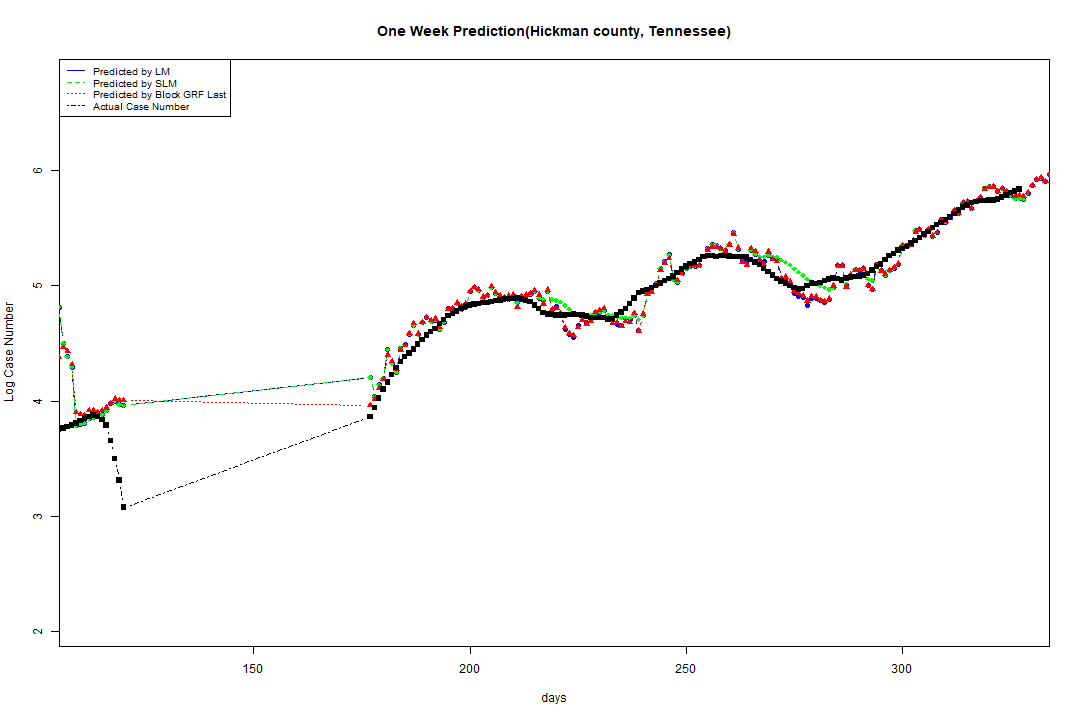 One Week Prediction(Hickman county, Tennessee)
Predicted by LM
Predicted by SLM
Predicted by Block GRF Last
Actual Case Number
6
5
4
3
2
Log Case Number
150 200 250 300
days